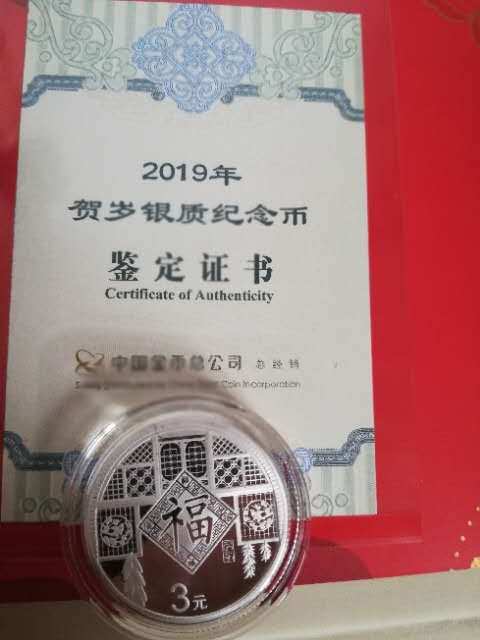 2019年
贺岁银质纪念币
鉴定证书
Certificate of Authenticity
中国金币总公司 总经销
Coin Incorporation
福
3元